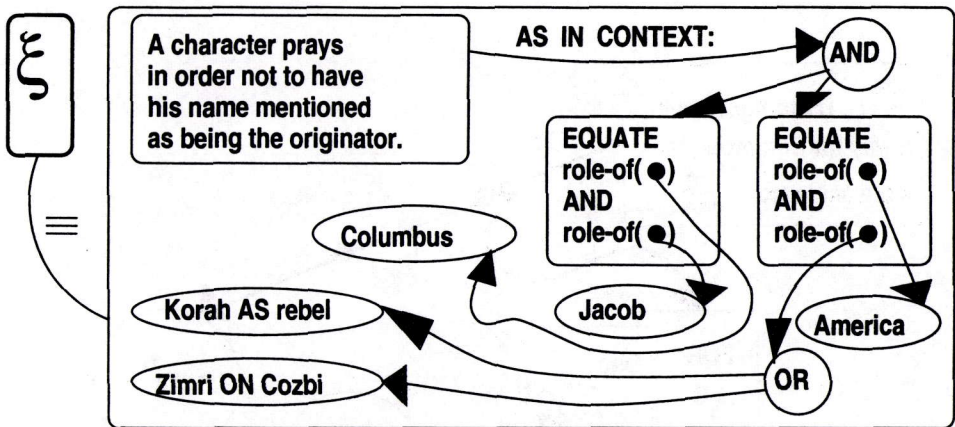 ξ
≡
A character prays
in order not to have
his name mentioned
as being the originator.
AS IN CONTEXT:
AND
EQUATE
role-of(●)
AND
role-of(●)
EQUATE
role-of(●)
AND
role-of(●)
Columbus
Jacob
America
Korah AS rebel
Zimri ON Cozbi
OR